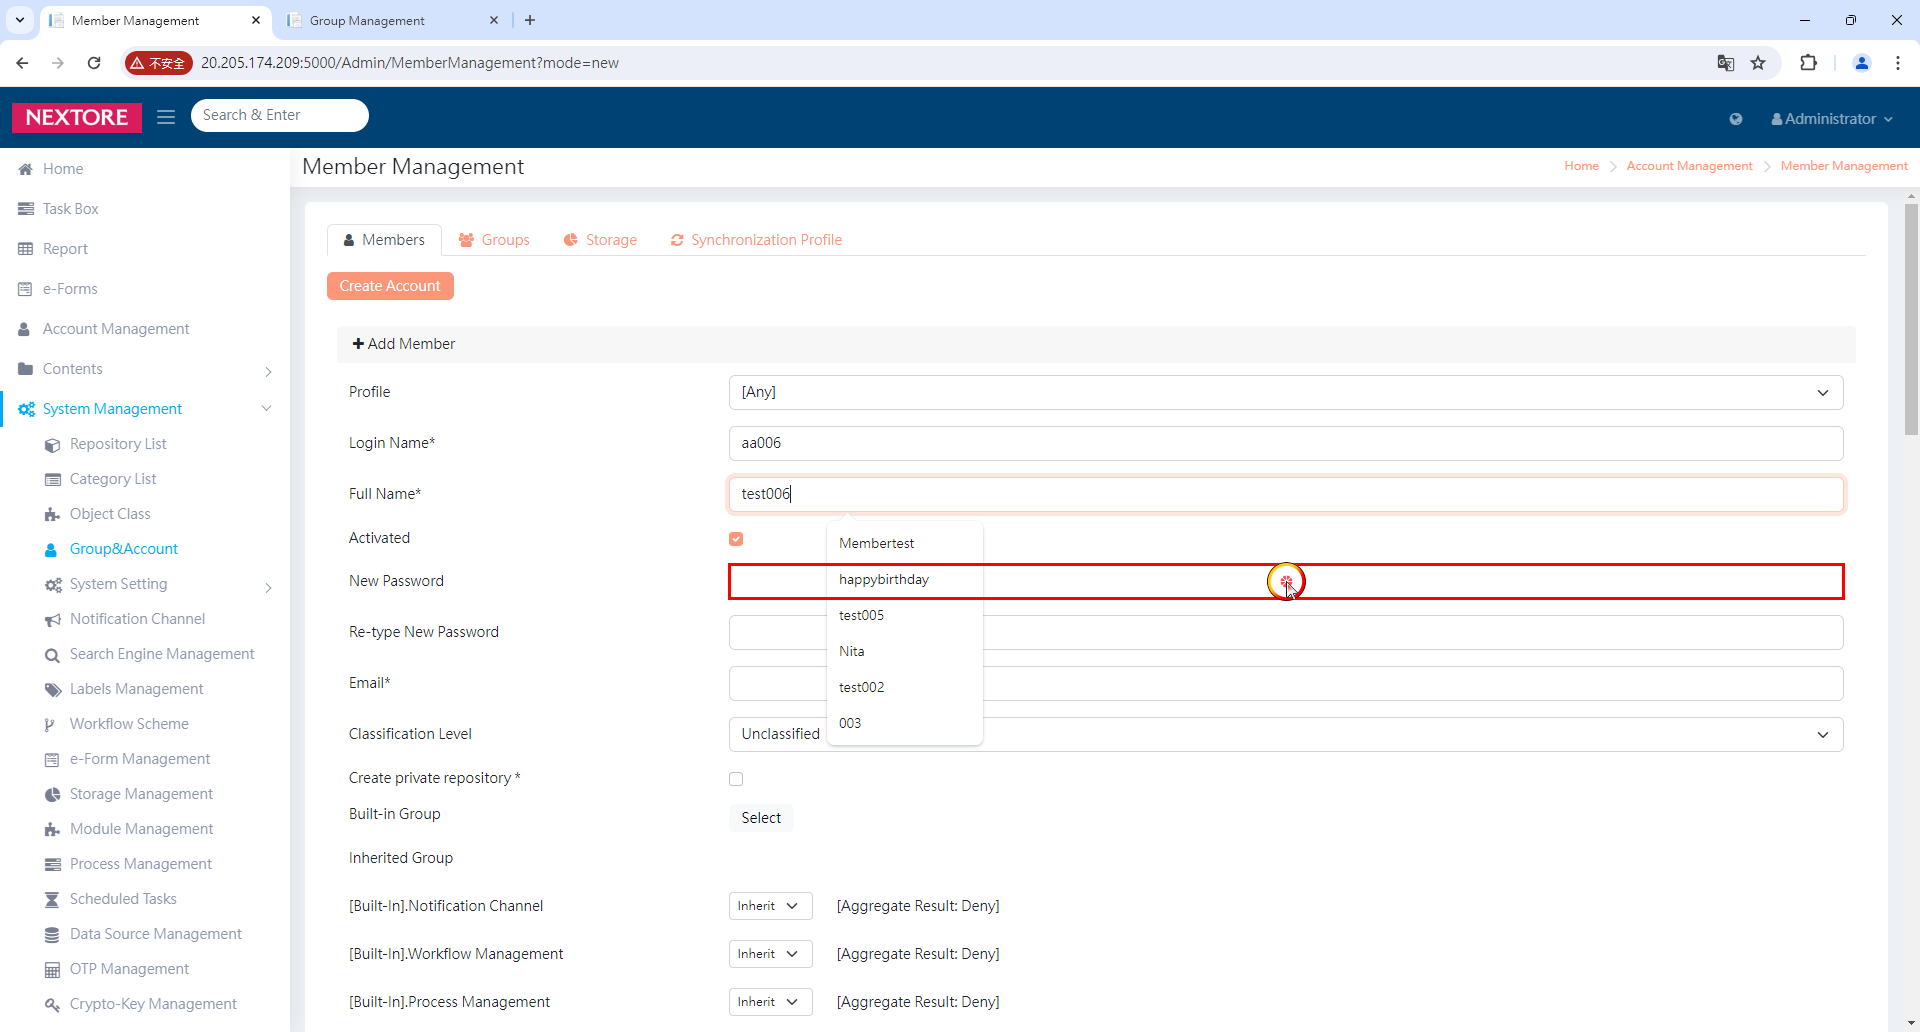 Member Management
Group Management
不安全
20.205.174.209:5000/Admin/MemberManagement?mode=new
NEXTORE
Search & Enter
Administrator
Home
Task Box
Report
e-Forms
Account Management
Contents
System Management
Repository List
Category List
Object Class
Group&Account
System Setting
Notification Channel
Search Engine Management
Labels Management
Workflow Scheme
e-Form Management
Storage Management
Module Management
Process Management
Scheduled Tasks
Data Source Management
OTP Management
Crypto-Key Management
Member Management
Home > Account Management > Member Management
Members
Groups
Storage
Synchronization Profile
Create Account
Add Member
Profile
[Any]
Login Name*
aa006
Full Name*
test006
Activated
New Password
Re-type New Password
Email*
Membertest
happybirthday
test005
Nita
test002
003
Classification Level
Unclassified
Create private repository *
Built-in Group
Select
Inherited Group
[Built-In].Notification Channel
Inherit
[Aggregate Result: Deny]
[Built-In].Workflow Management
Inherit
[Aggregate Result: Deny]
[Built-In].Process Management
Inherit
[Aggregate Result: Deny]